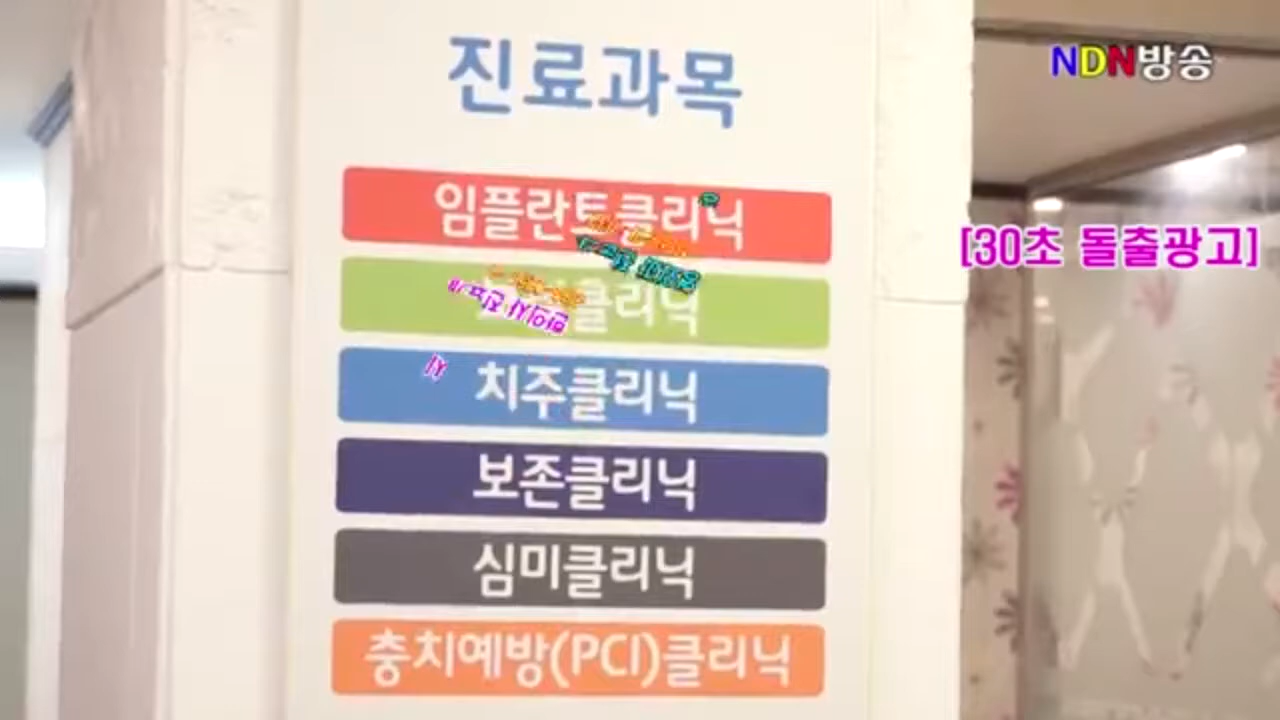 진료과목
NDN방송
임플란트클리닉
[30초 돌출광고]
클리닉
치주클리닉
보존클리닉
심미클리닉
충치예방(PCI)클리닉